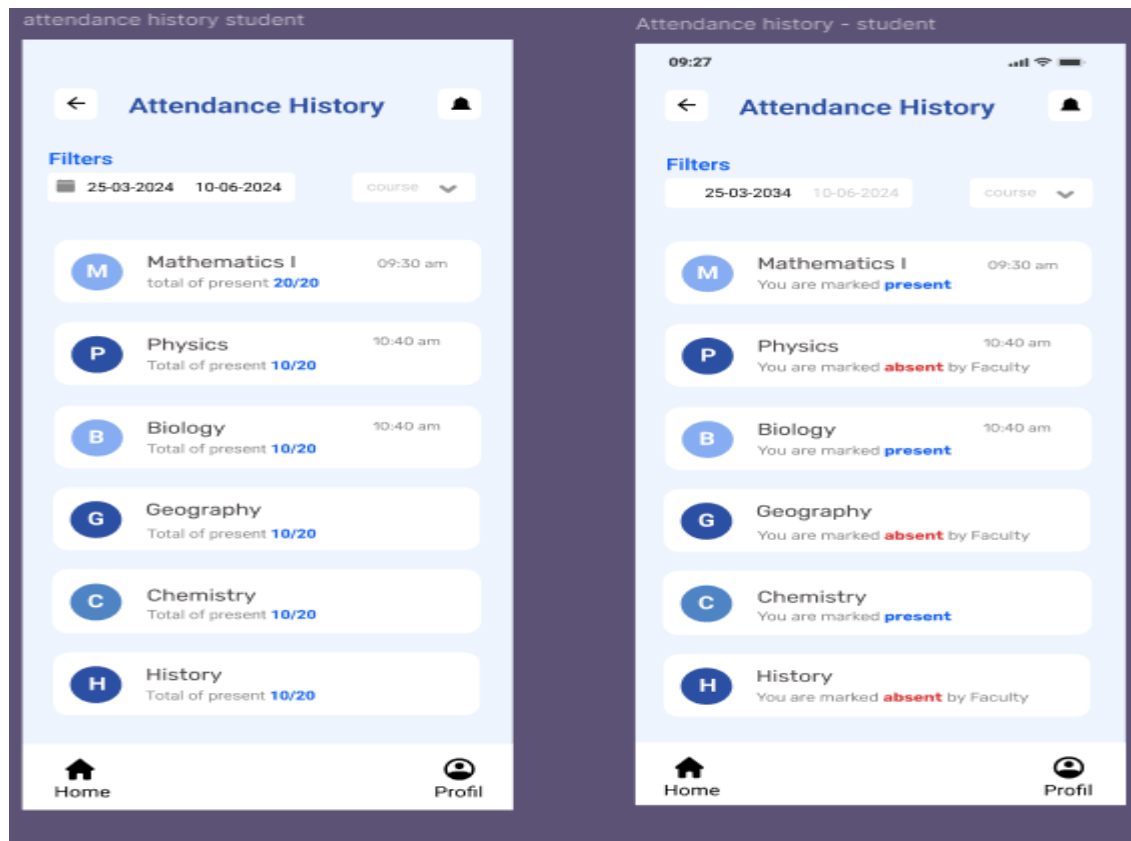 attendance history student
Attendance History
Filters
25-03-2024 10-06-2024 course
M Mathematics I 09:30 am
total of present 20/20
P Physics 10:40 am
Total of present 10/20
B Biology 10:40 am
Total of present 10/20
G Geography
Total of present 10/20
C Chemistry
Total of present 10/20
H History
Total of present 10/20
Home Profil
Attendance history - student
09:27
Attendance History
Filters
25-03-2034 10-06-2024 course
M Mathematics I 09:30 am
You are marked present
P Physics 10:40 am
You are marked absent by Faculty
B Biology 10:40 am
You are marked present
G Geography
You are marked absent by Faculty
C Chemistry
You are marked present
H History
You are marked absent by Faculty
Home Profil